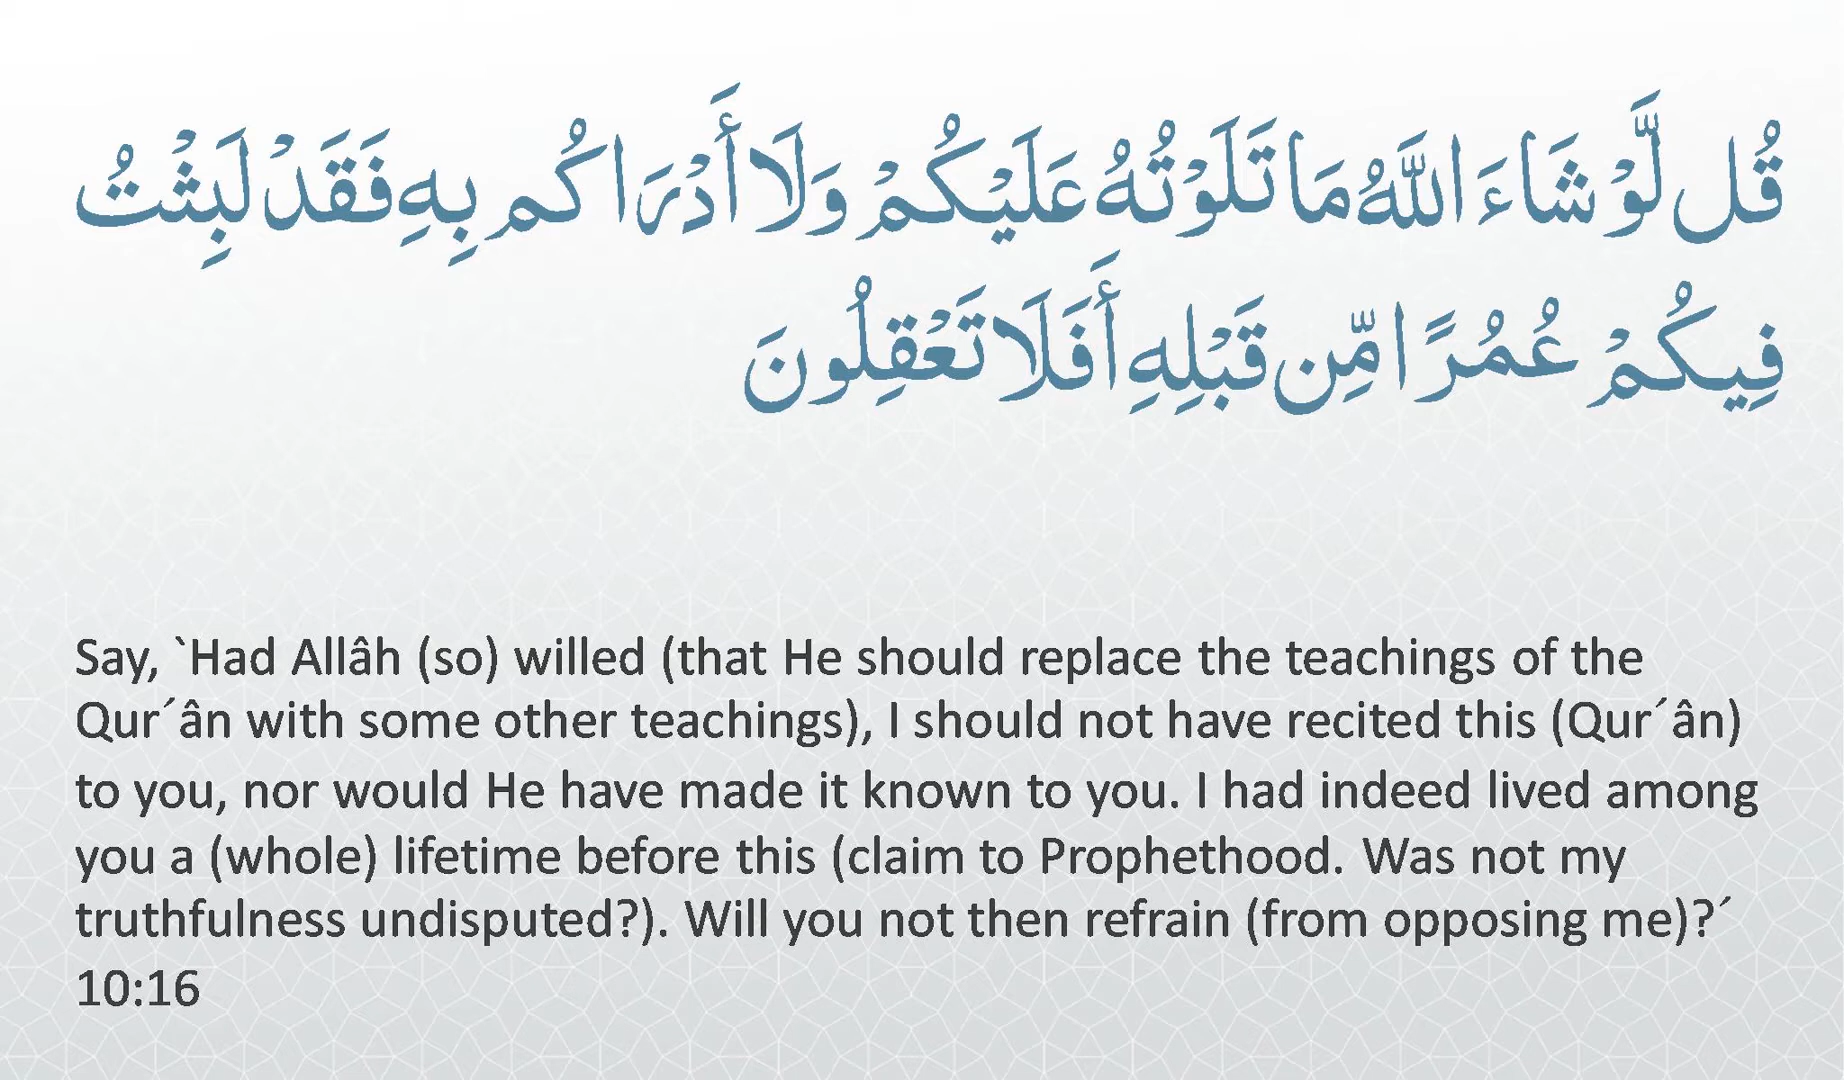 قُل لَّوْ شَاءَ اللَّهُ مَا تَلَوْتُهُ عَلَيْكُمْ وَلَا أَدْرَاكُم بِهِ فَقَدْ لَبِثْتُ
فِيكُمْ عُمُرًا مِّن قَبْلِهِ أَفَلَا تَعْقِلُونَ
Say, `Had Allâh (so) willed (that He should replace the teachings of the
Qur´ân with some other teachings), I should not have recited this (Qur´ân)
to you, nor would He have made it known to you. I had indeed lived among
you a (whole) lifetime before this (claim to Prophethood. Was not my
truthfulness undisputed?). Will you not then refrain (from opposing me)?´
10:16